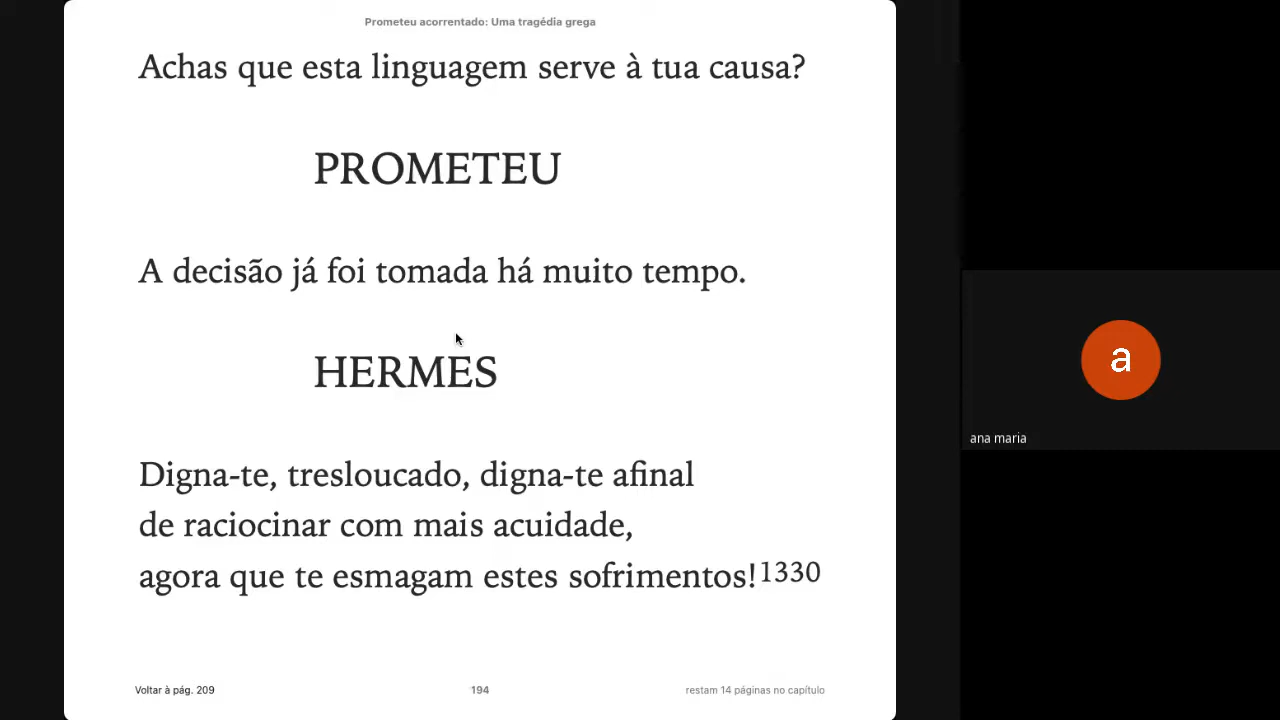 Prometeu acorrentado: Uma tragédia grega
Achas que esta linguagem serve à tua causa?
PROMETEU
A decisão já foi tomada há muito tempo.
HERMES
Digna-te, tresloucado, digna-te afinal
de raciocinar com mais acuidade,
agora que te esmagam estes sofrimentos!1330
Voltar à pág. 209
194
restam 14 páginas no capítulo
a
ana maria